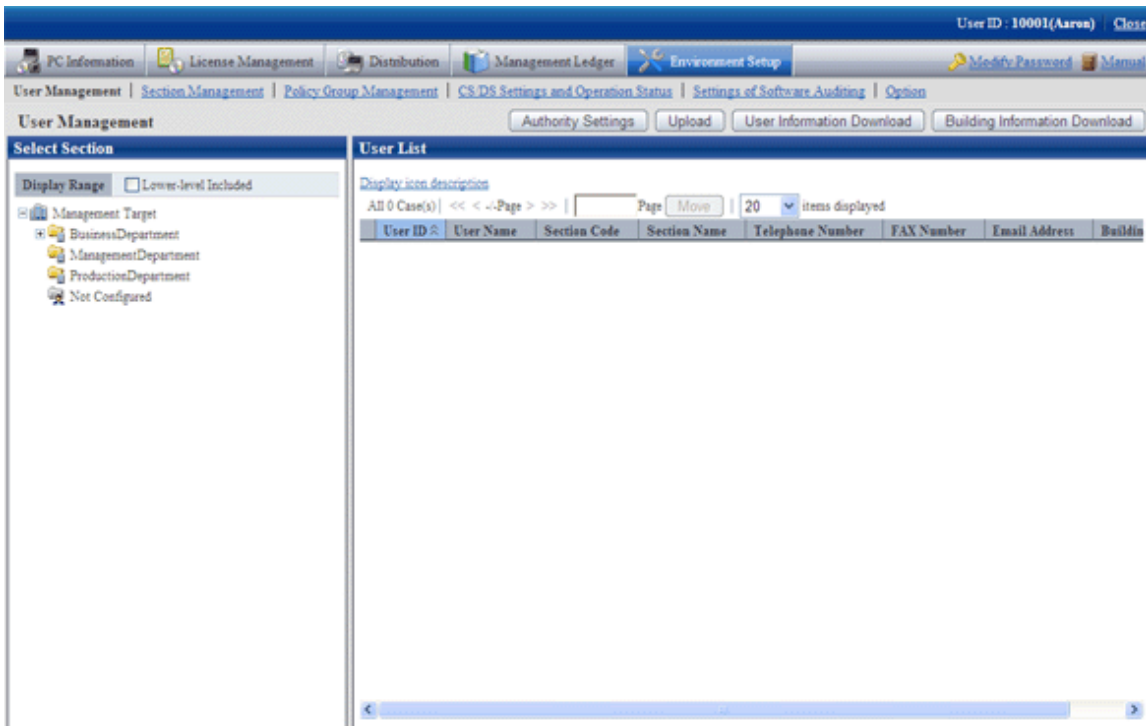 User ID : 10001(Aaron) Close
PC Information License Management Distribution Management Ledger Environment Setup Modify Password Manual
User Management | Section Management | Policy Group Management | CS/DS Settings and Operation Status | Settings of Software Auditing | Option
User Management Authority Settings Upload User Information Download Building Information Download
Select Section User List
Display Range Lower-level Included
Display icon description
All 0 Case(s) | << < -/-Page > >> | Page Move | 20 items displayed
User ID User Name Section Code Section Name Telephone Number FAX Number Email Address Buildin
Management Target
BusinessDepartment
ManagementDepartment
ProductionDepartment
Not Configured